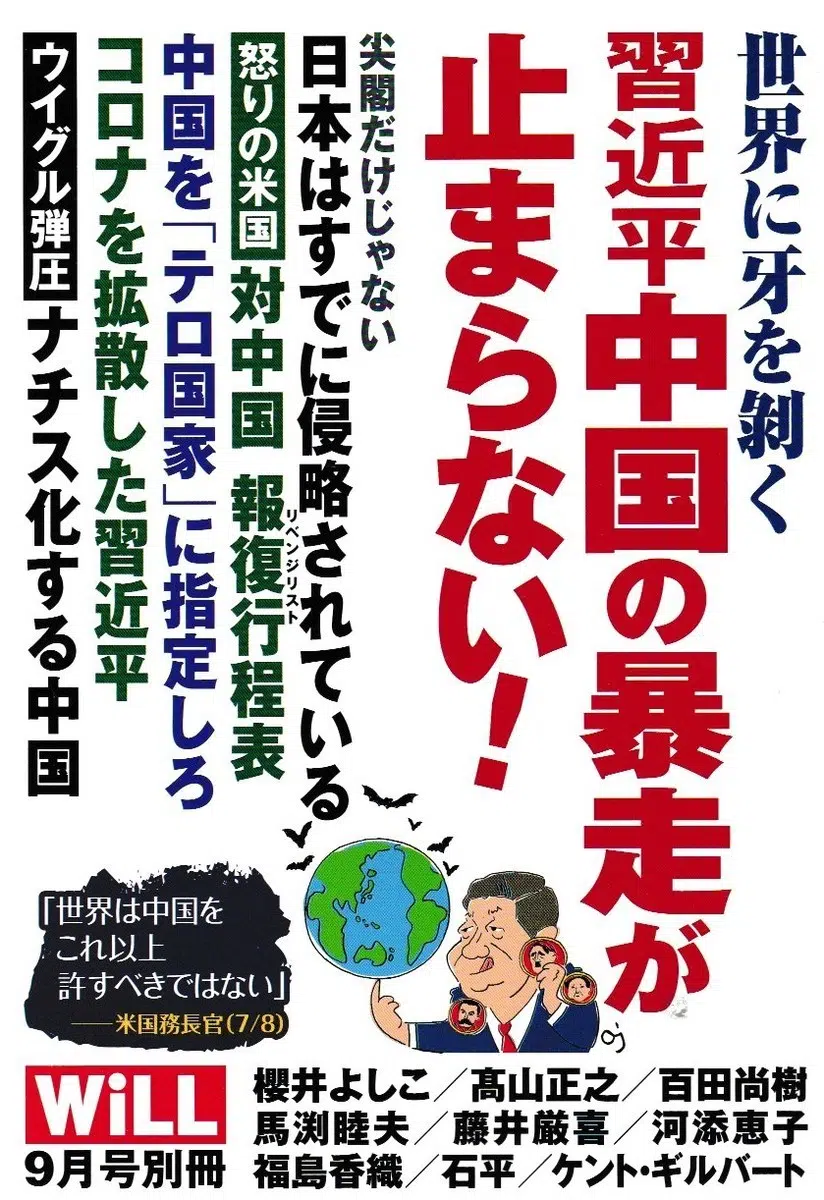 世界に牙を剝く
習近平中国の暴走が
止まらない！
尖閣だけじゃない
日本はすでに侵略されている
怒りの米国 対中国 報復行程表
リベンジリスト
中国を「テロ国家」に指定しろ
コロナを拡散した習近平
ウイグル弾圧 ナチス化する中国
「世界は中国を
これ以上
許すべきではない」
――米国務長官(7/8)
WiLL
9月号別冊
櫻井よしこ／髙山正之／百田尚樹
馬渕睦夫／藤井厳喜／河添恵子
福島香織／石平／ケント・ギルバート